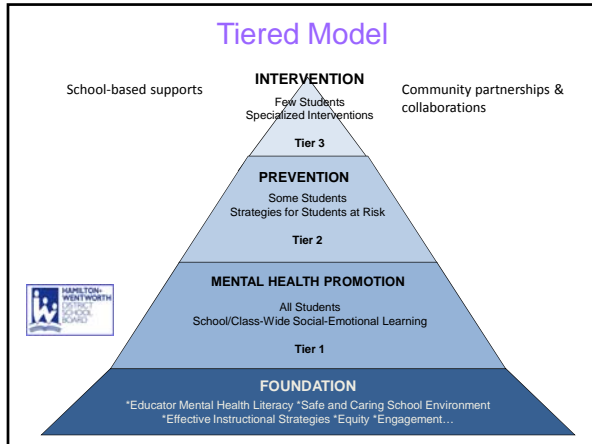 Tiered Model
School-based supports
Community partnerships &
collaborations
INTERVENTION
Few Students
Specialized Interventions
Tier 3
PREVENTION
Some Students
Strategies for Students at Risk
Tier 2
MENTAL HEALTH PROMOTION
All Students
School/Class-Wide Social-Emotional Learning
Tier 1
HAMILTON-
WENTWORTH
DISTRICT
SCHOOL
BOARD
FOUNDATION
*Educator Mental Health Literacy *Safe and Caring School Environment
*Effective Instructional Strategies *Equity *Engagement…